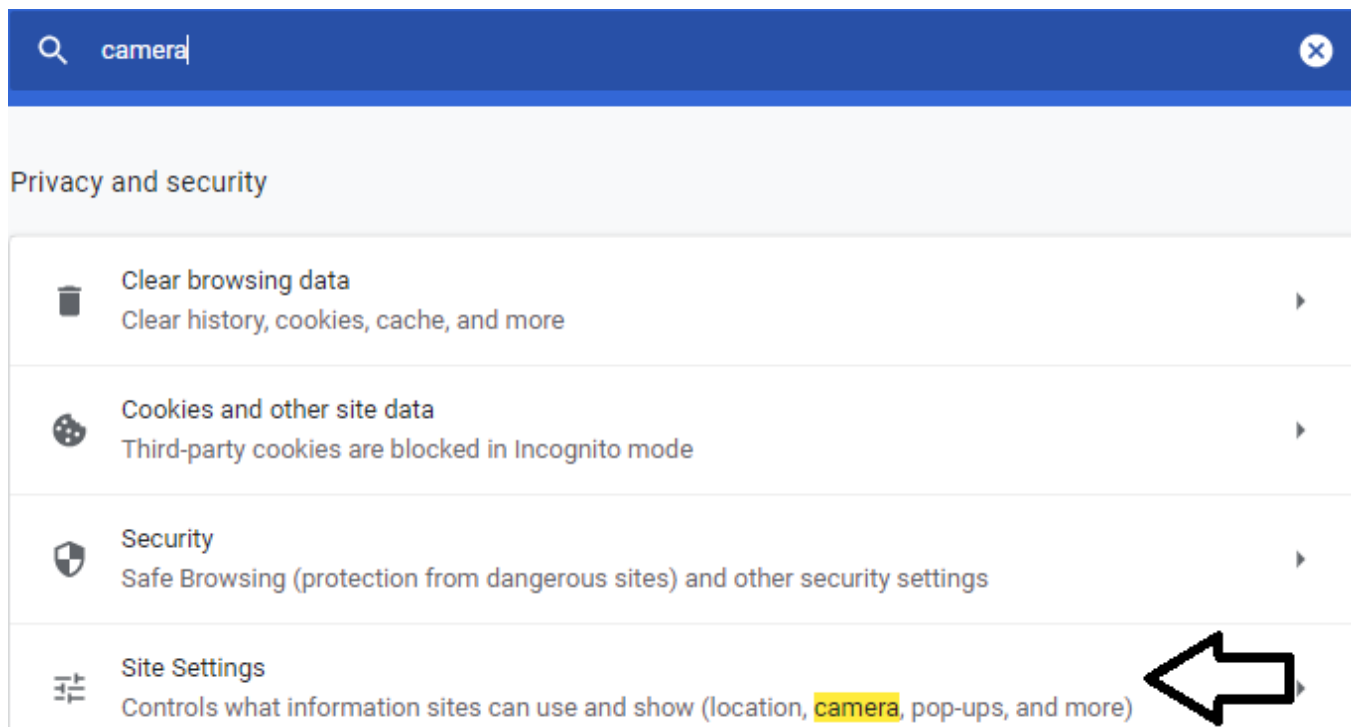 camera
Privacy and security
Clear browsing data
Clear history, cookies, cache, and more
Cookies and other site data
Third-party cookies are blocked in Incognito mode
Security
Safe Browsing (protection from dangerous sites) and other security settings
Site Settings
Controls what information sites can use and show (location, camera, pop-ups, and more)